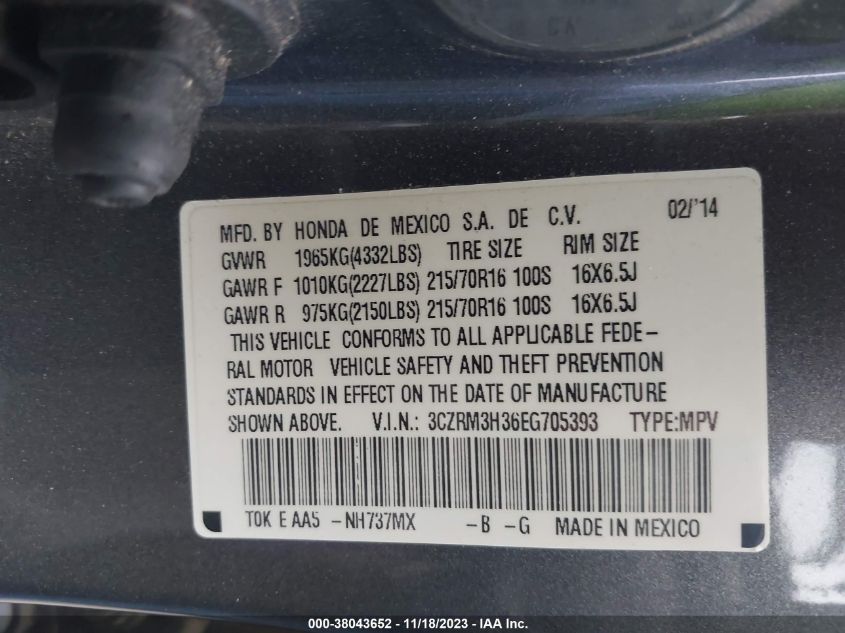 MFD. BY HONDA DE MEXICO S.A. DE C.V. 02/'14
GVWR 1965KG(4332LBS) TIRE SIZE RIM SIZE
GAWR F 1010KG(2227LBS) 215/70R16 100S 16X6.5J
GAWR R 975KG(2150LBS) 215/70R16 100S 16X6.5J
THIS VEHICLE CONFORMS TO ALL APPLICABLE FEDE-
RAL MOTOR VEHICLE SAFETY AND THEFT PREVENTION
STANDARDS IN EFFECT ON THE DATE OF MANUFACTURE
SHOWN ABOVE. V.I.N.: 3CZRM3H36EG705393 TYPE:MPV
T0K E AA5 -NH737MX -B -G MADE IN MEXICO
000-38043652 - 11/18/2023 - IAA Inc.